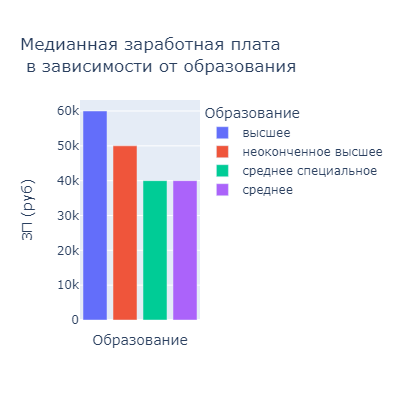 Медианная заработная плата
в зависимости от образования
Образование
высшее
неоконченное высшее
среднее специальное
среднее
60k
50k
40k
30k
20k
10k
0
ЗП (руб)
Образование